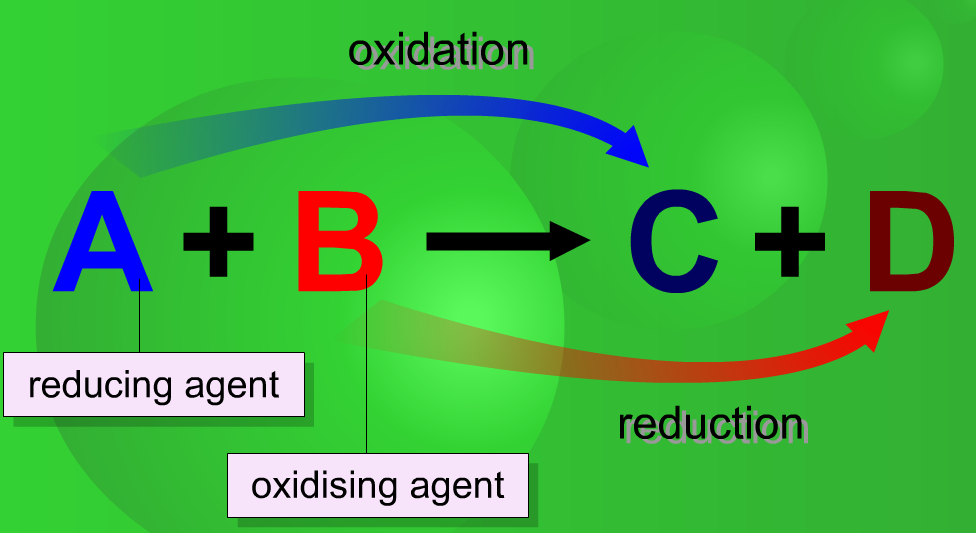 oxidation
A + B → C + D
reducing agent
reduction
oxidising agent